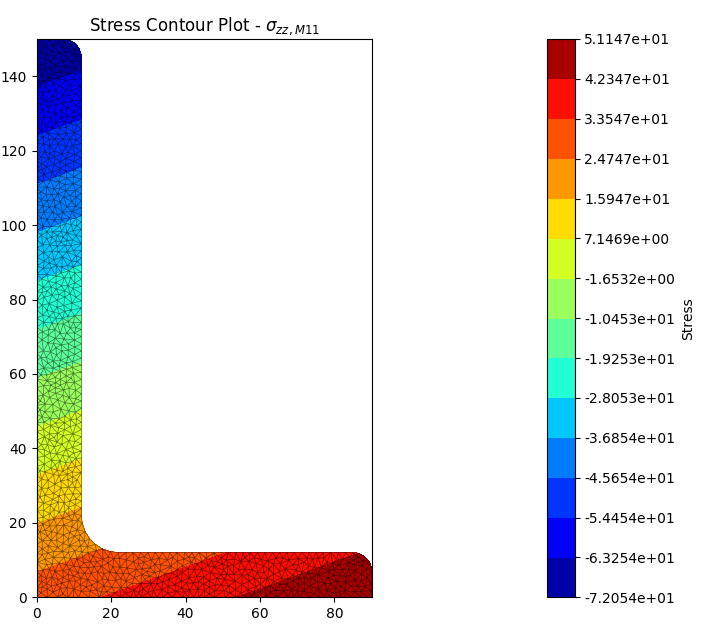 Stress Contour Plot - σzz, M11
140
120
100
80
60
40
20
0
0 20 40 60 80
5.1147e+01
4.2347e+01
3.3547e+01
2.4747e+01
1.5947e+01
7.1469e+00
-1.6532e+00
-1.0453e+01
-1.9253e+01
-2.8053e+01
-3.6854e+01
-4.5654e+01
-5.4454e+01
-6.3254e+01
-7.2054e+01
Stress